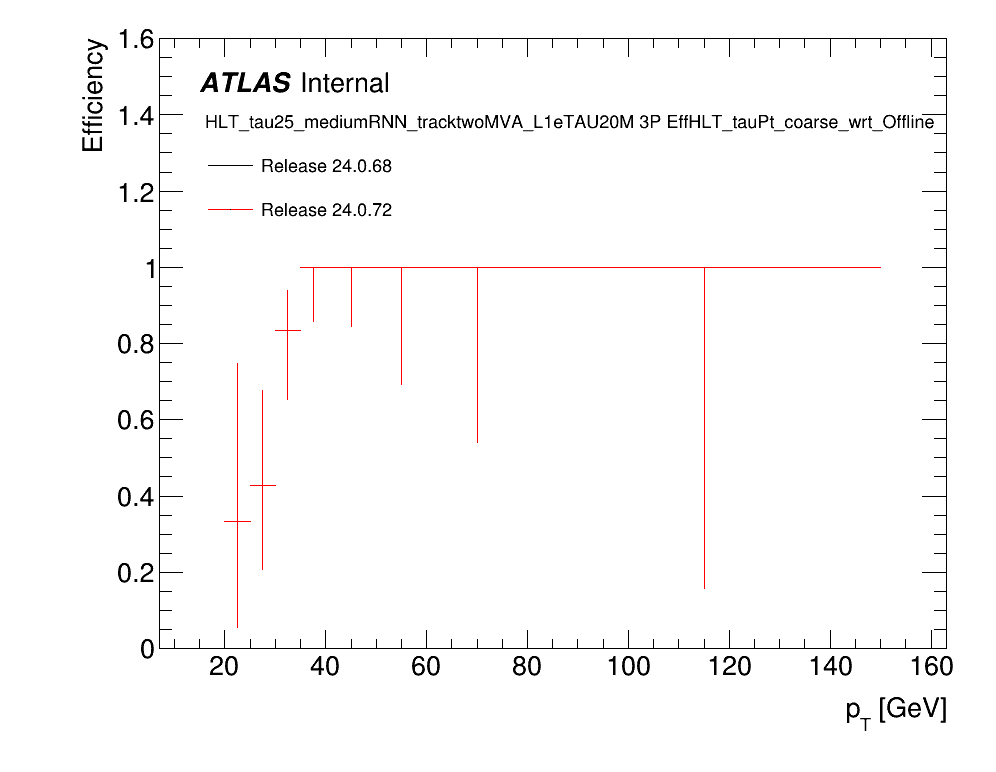 1.6
Efficiency
ATLAS Internal
1.4
HLT_tau25_mediumRNN_tracktwoMVA_L1eTAU20M 3P EffHLT_tauPt_coarse_wrt_Offline
Release 24.0.68
1.2
Release 24.0.72
1
0.8
0.6
0.4
0.2
0
20 40 60 80 100 120 140 160
p_T [GeV]